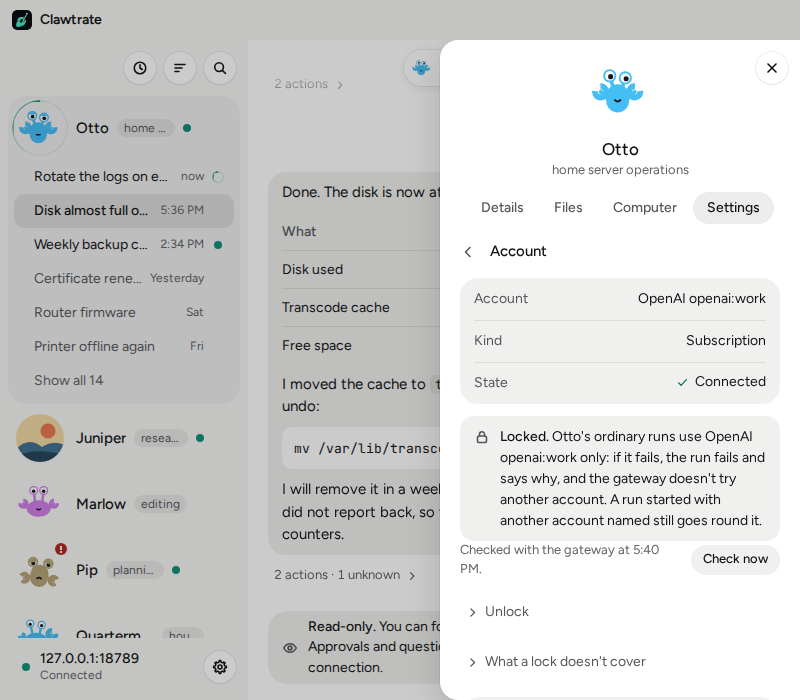 Clawtrate
Otto
home ...
Rotate the logs on e...
now
Disk almost full o...
5:36 PM
Weekly backup c...
2:34 PM
Certificate rene...
Yesterday
Router firmware
Sat
Printer offline again
Fri
Show all 14
Juniper
resea...
Marlow
editing
Pip
planni...
Quarterm
hou
127.0.0.1:18789
Connected
2 actions
Done. The disk is now at
What
Disk used
Transcode cache
Free space
I moved the cache to
undo:
mv /var/lib/transco
I will remove it in a week
did not report back, so
counters.
2 actions · 1 unknown
Read-only. You can fo
Approvals and questi
connection.
Otto
home server operations
Details
Files
Computer
Settings
Account
Account
OpenAI openai:work
Kind
Subscription
State
Connected
Locked. Otto's ordinary runs use OpenAI
openai:work only: if it fails, the run fails and
says why, and the gateway doesn't try
another account. A run started with
another account named still goes round it.
Checked with the gateway at 5:40
PM.
Check now
Unlock
What a lock doesn't cover